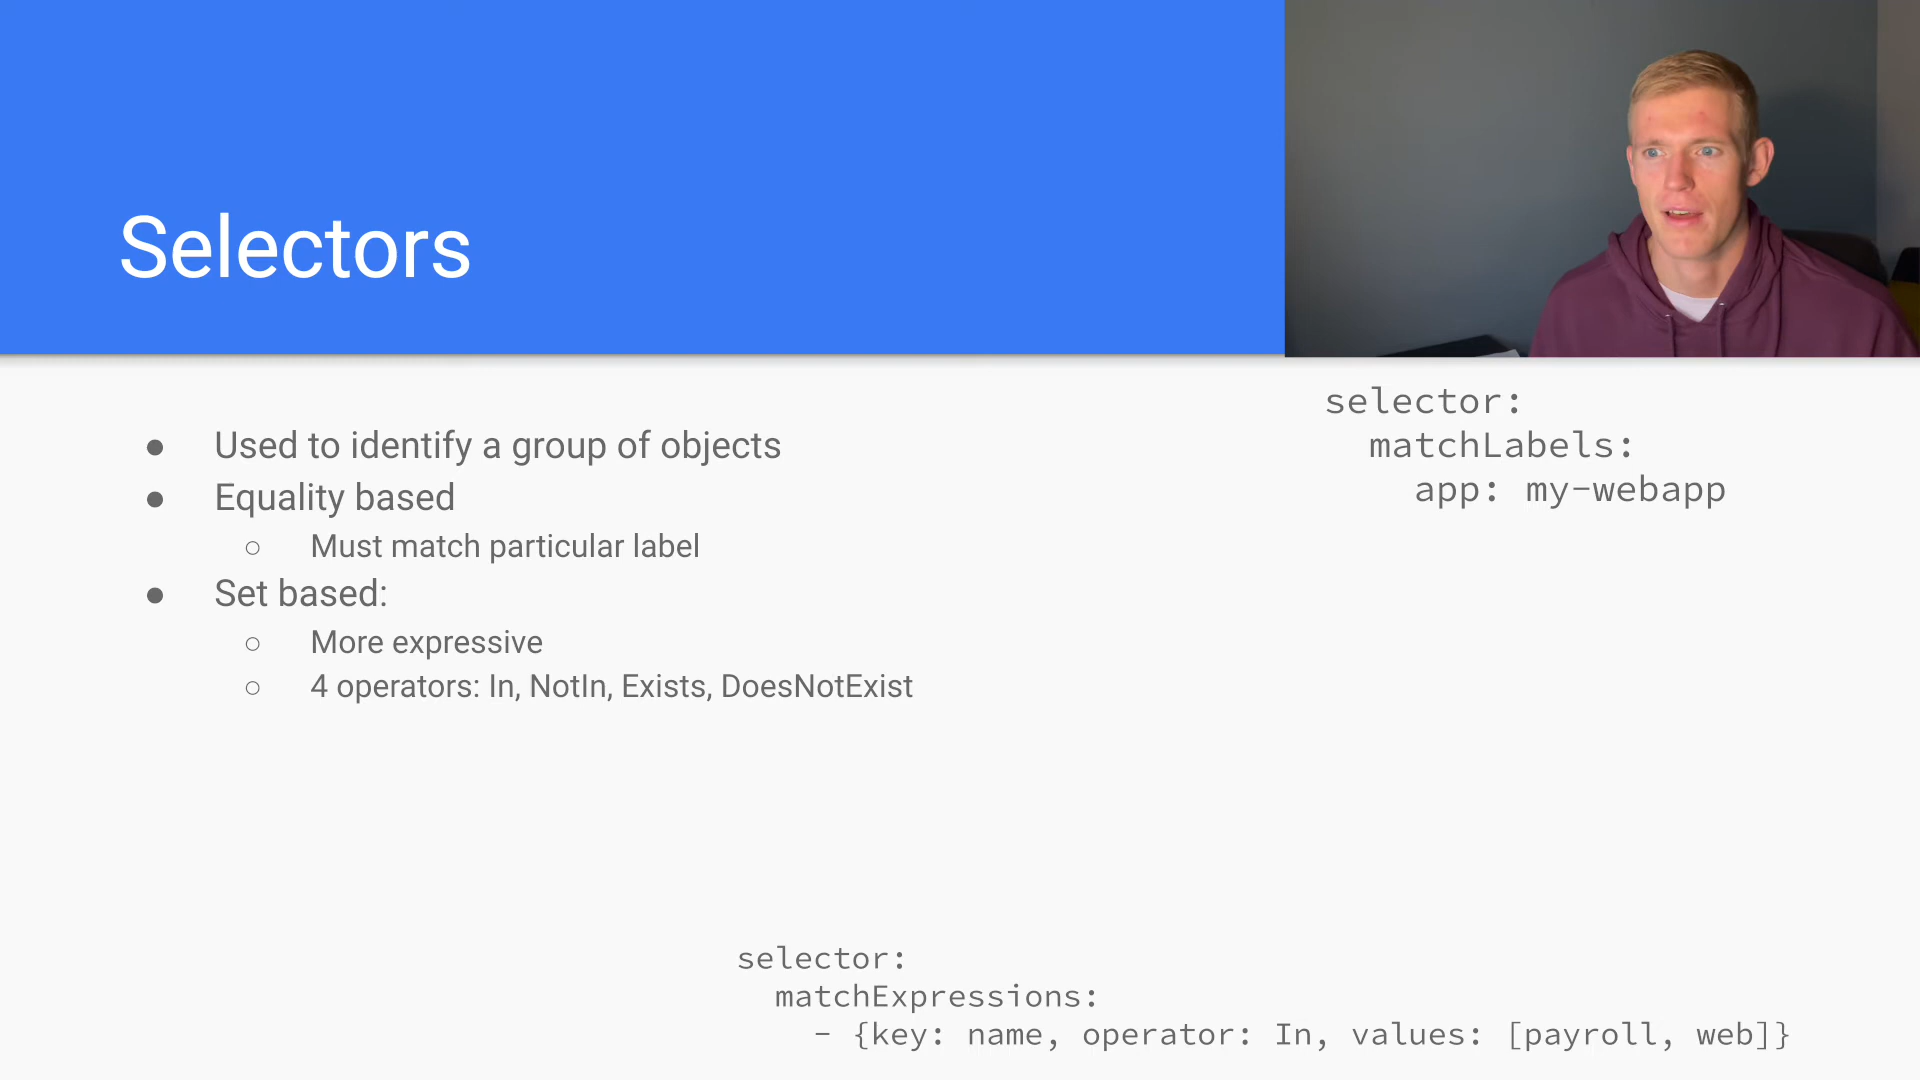 Selectors
● Used to identify a group of objects
● Equality based
○ Must match particular label
● Set based:
○ More expressive
○ 4 operators: In, NotIn, Exists, DoesNotExist
selector:
  matchLabels:
    app: my-webapp
selector:
  matchExpressions:
    - {key: name, operator: In, values: [payroll, web]}